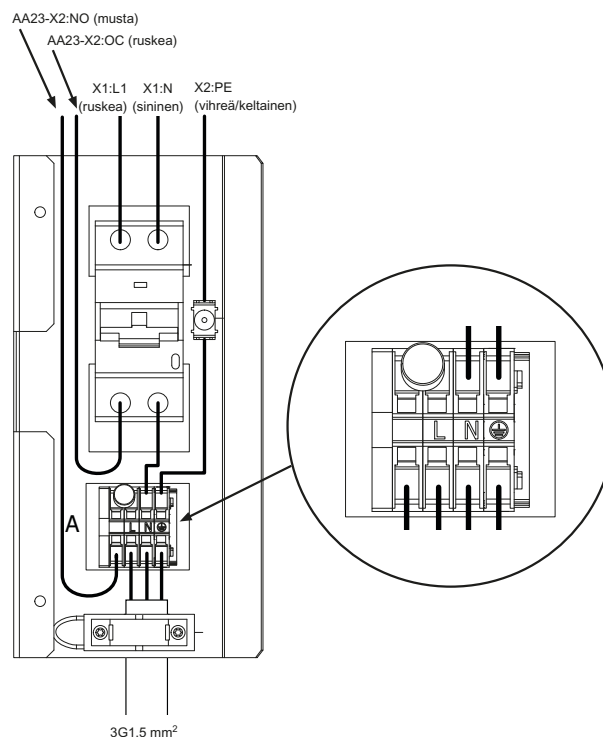 AA23-X2:NO (musta)
AA23-X2:OC (ruskea)
X1:L1
(ruskea)
X1:N
(sininen)
X2:PE
(vihreä/keltainen)
A
L N
L N
3G1.5 mm²